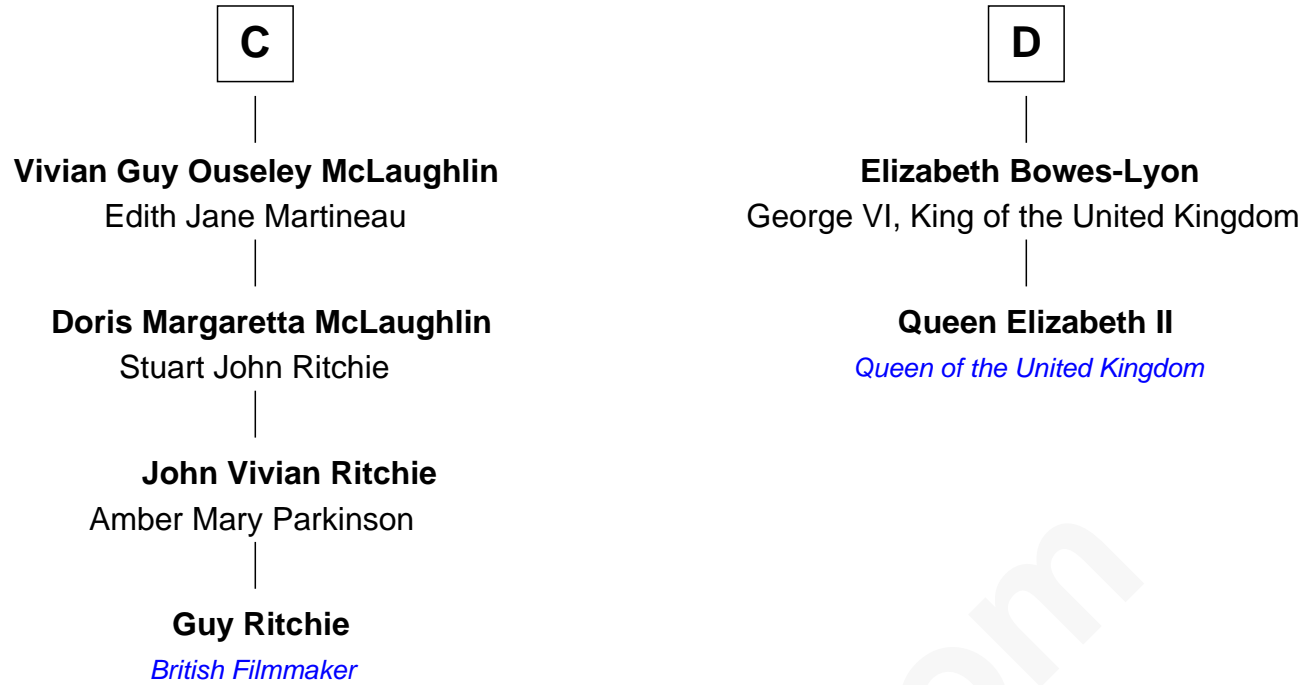 C
Vivian Guy Ouseley McLaughlin
Edith Jane Martineau
Doris Margaretta McLaughlin
Stuart John Ritchie
John Vivian Ritchie
Amber Mary Parkinson
Guy Ritchie
British Filmmaker
D
Elizabeth Bowes-Lyon
George VI, King of the United Kingdom
Queen Elizabeth II
Queen of the United Kingdom
om